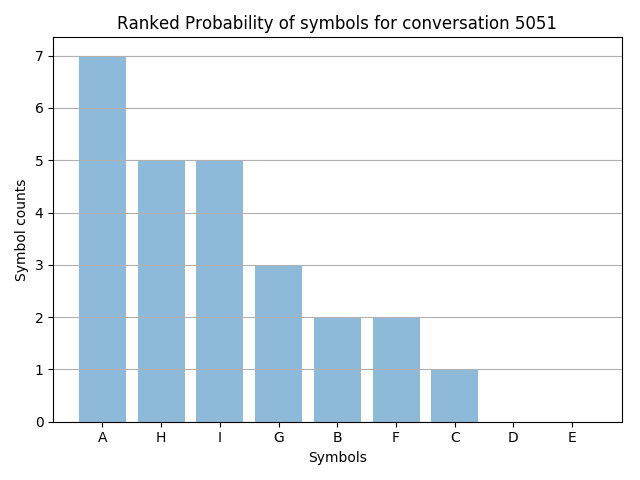 Ranked Probability of symbols for conversation 5051
Symbol counts
7
6
5
4
3
2
1
0
A H I G B F C D E
Symbols